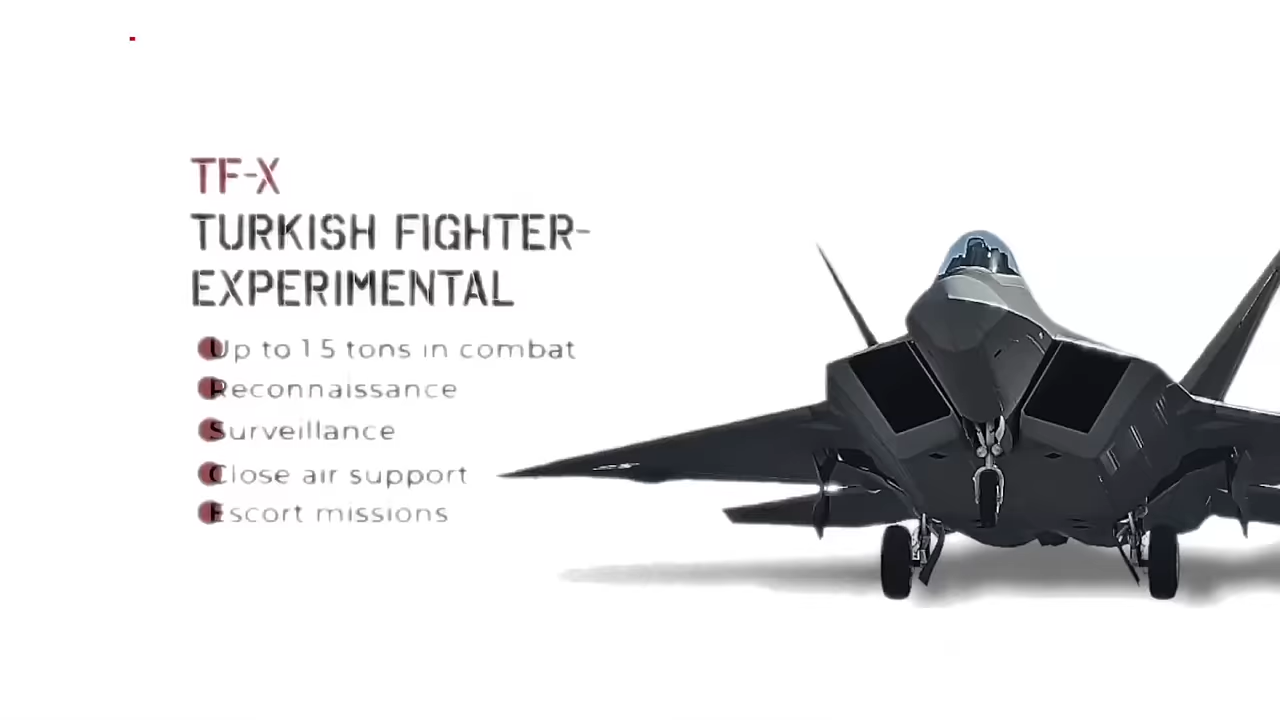 TF-X
TURKISH FIGHTER-
EXPERIMENTAL
Up to 15 tons in combat
Reconnaissance
Surveillance
Close air support
Escort missions